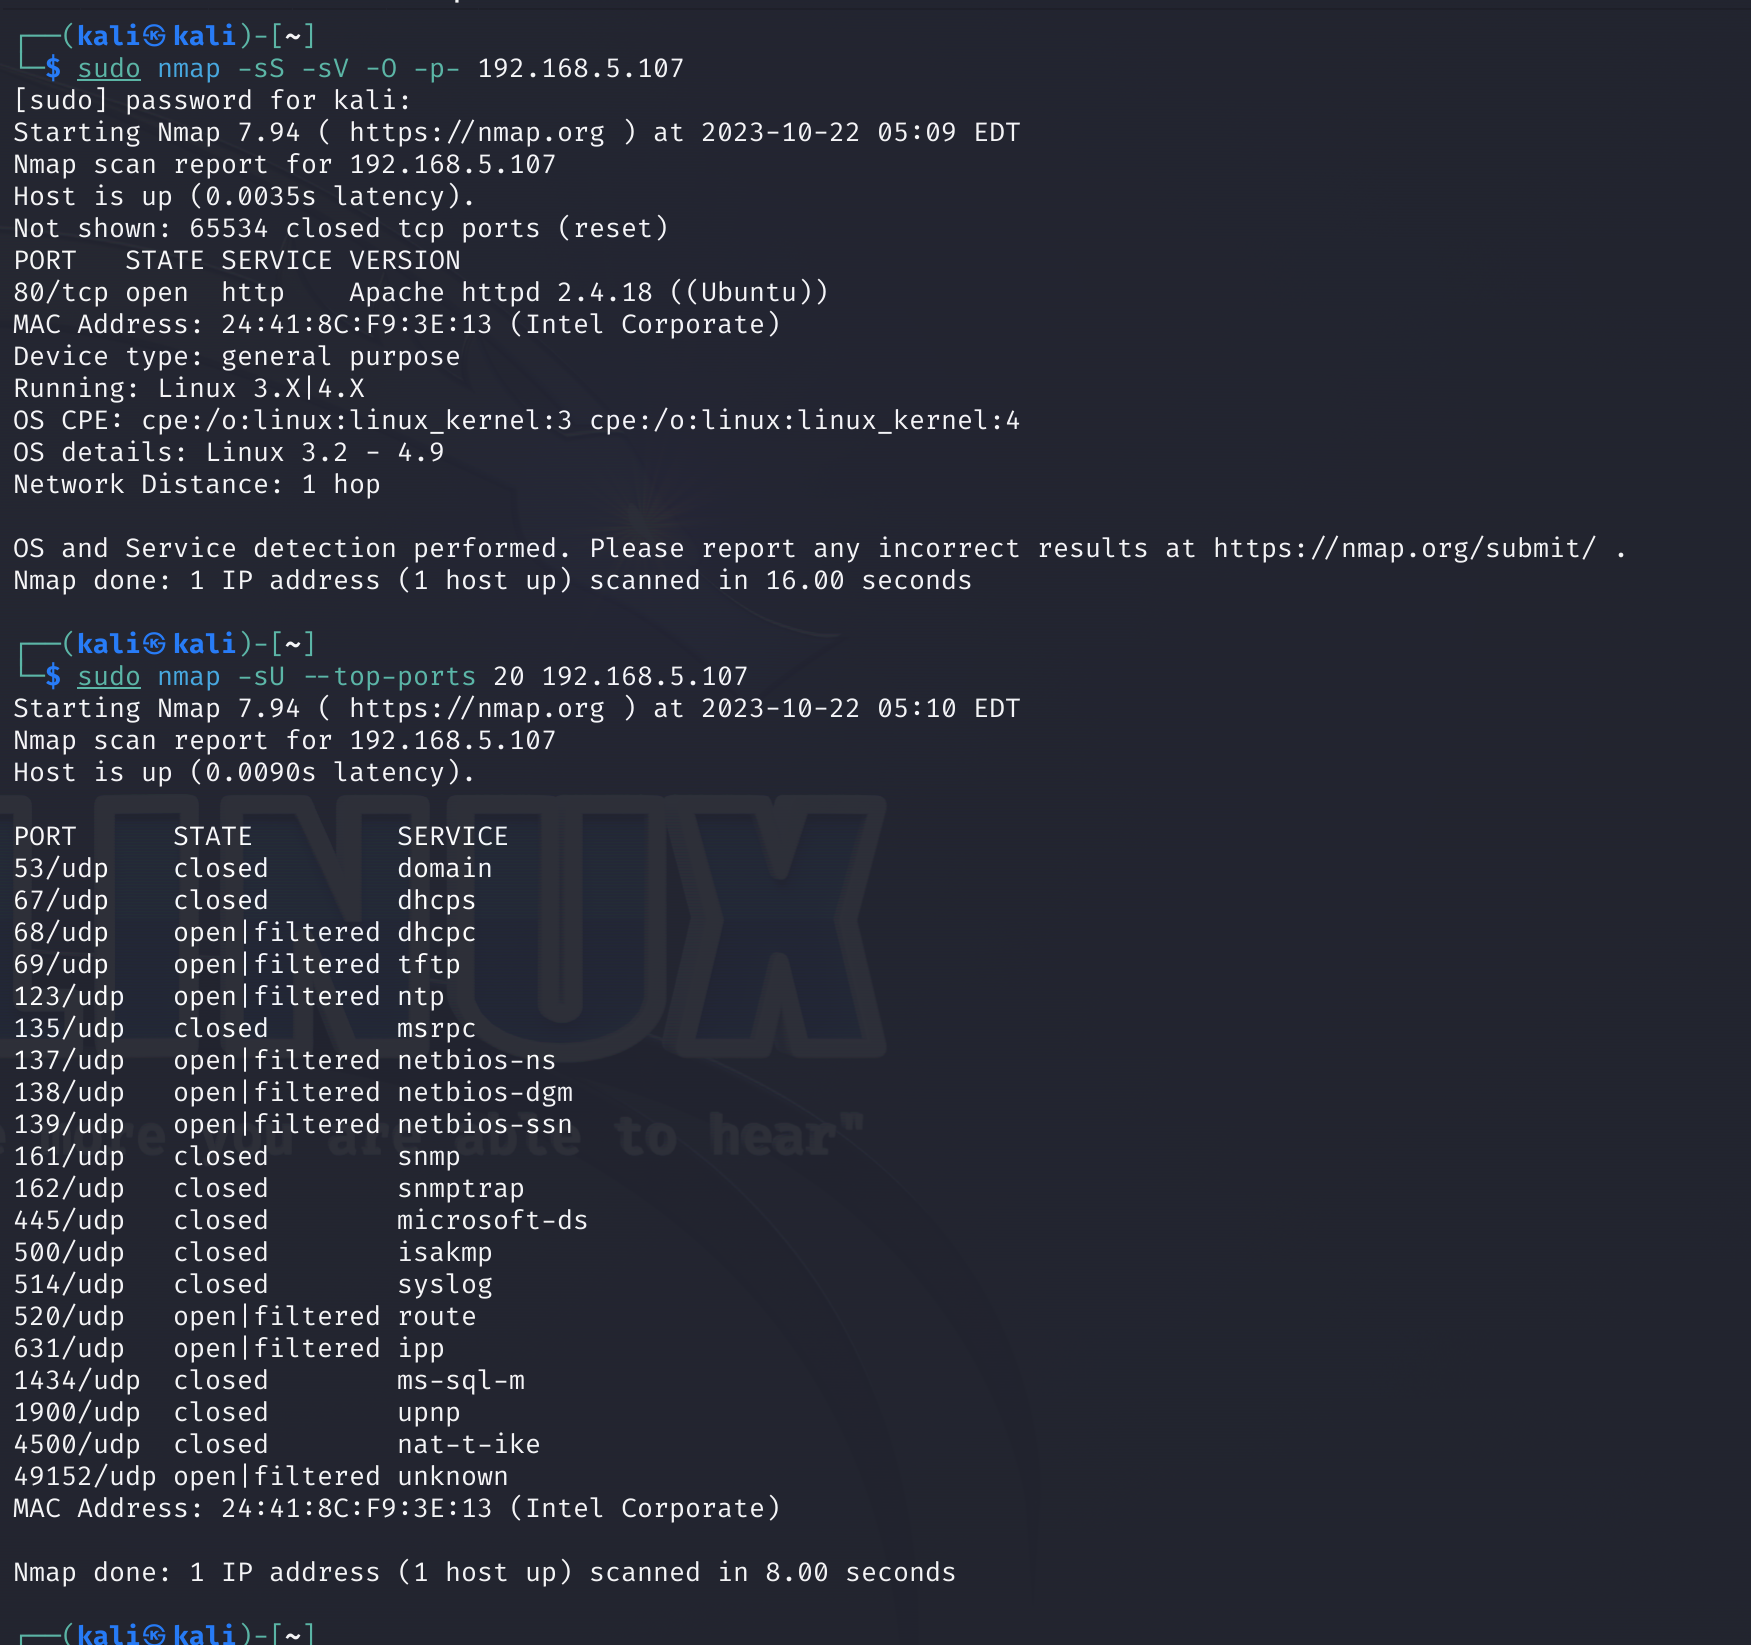 ┌──(kali㉿kali)-[~]
└─$ sudo nmap -sS -sV -O -p- 192.168.5.107
[sudo] password for kali:
Starting Nmap 7.94 ( https://nmap.org ) at 2023-10-22 05:09 EDT
Nmap scan report for 192.168.5.107
Host is up (0.0035s latency).
Not shown: 65534 closed tcp ports (reset)
PORT   STATE SERVICE VERSION
80/tcp open  http    Apache httpd 2.4.18 ((Ubuntu))
MAC Address: 24:41:8C:F9:3E:13 (Intel Corporate)
Device type: general purpose
Running: Linux 3.X|4.X
OS CPE: cpe:/o:linux:linux_kernel:3 cpe:/o:linux:linux_kernel:4
OS details: Linux 3.2 - 4.9
Network Distance: 1 hop

OS and Service detection performed. Please report any incorrect results at https://nmap.org/submit/ .
Nmap done: 1 IP address (1 host up) scanned in 16.00 seconds

┌──(kali㉿kali)-[~]
└─$ sudo nmap -sU --top-ports 20 192.168.5.107
Starting Nmap 7.94 ( https://nmap.org ) at 2023-10-22 05:10 EDT
Nmap scan report for 192.168.5.107
Host is up (0.0090s latency).

PORT      STATE         SERVICE
53/udp    closed        domain
67/udp    closed        dhcps
68/udp    open|filtered dhcpc
69/udp    open|filtered tftp
123/udp   open|filtered ntp
135/udp   closed        msrpc
137/udp   open|filtered netbios-ns
138/udp   open|filtered netbios-dgm
139/udp   open|filtered netbios-ssn
161/udp   closed        snmp
162/udp   closed        snmptrap
445/udp   closed        microsoft-ds
500/udp   closed        isakmp
514/udp   closed        syslog
520/udp   open|filtered route
631/udp   open|filtered ipp
1434/udp  closed        ms-sql-m
1900/udp  closed        upnp
4500/udp  closed        nat-t-ike
49152/udp open|filtered unknown
MAC Address: 24:41:8C:F9:3E:13 (Intel Corporate)

Nmap done: 1 IP address (1 host up) scanned in 8.00 seconds

┌──(kali㉿kali)-[~]
LINUX
more you are able to hear"